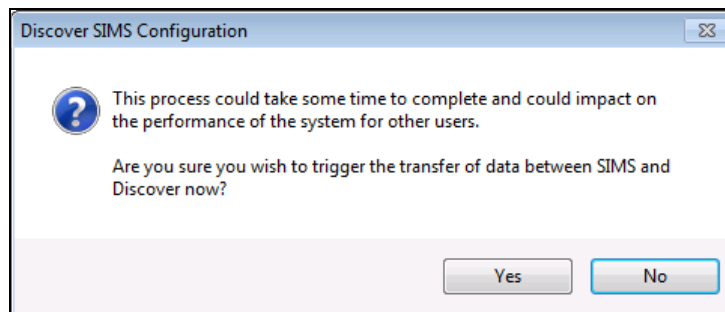 Discover SIMS Configuration
This process could take some time to complete and could impact on
the performance of the system for other users.
Are you sure you wish to trigger the transfer of data between SIMS and
Discover now?
Yes
No